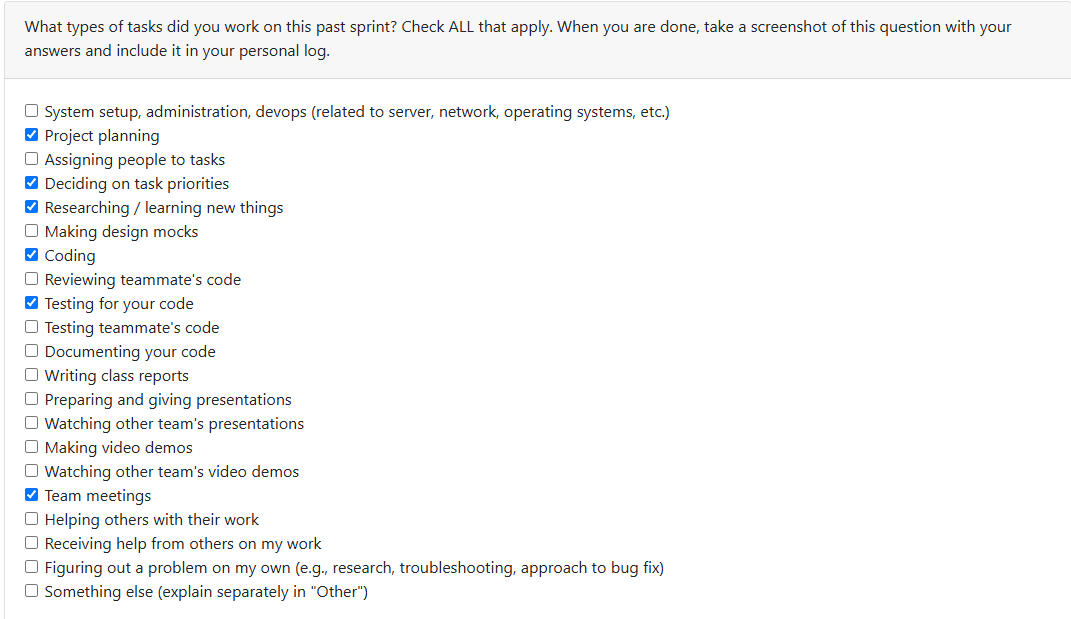 What types of tasks did you work on this past sprint? Check ALL that apply. When you are done, take a screenshot of this question with your
answers and include it in your personal log.
System setup, administration, devops (related to server, network, operating systems, etc.)
Project planning
Assigning people to tasks
Deciding on task priorities
Researching / learning new things
Making design mocks
Coding
Reviewing teammate's code
Testing for your code
Testing teammate's code
Documenting your code
Writing class reports
Preparing and giving presentations
Watching other team's presentations
Making video demos
Watching other team's video demos
Team meetings
Helping others with their work
Receiving help from others on my work
Figuring out a problem on my own (e.g., research, troubleshooting, approach to bug fix)
Something else (explain separately in "Other")